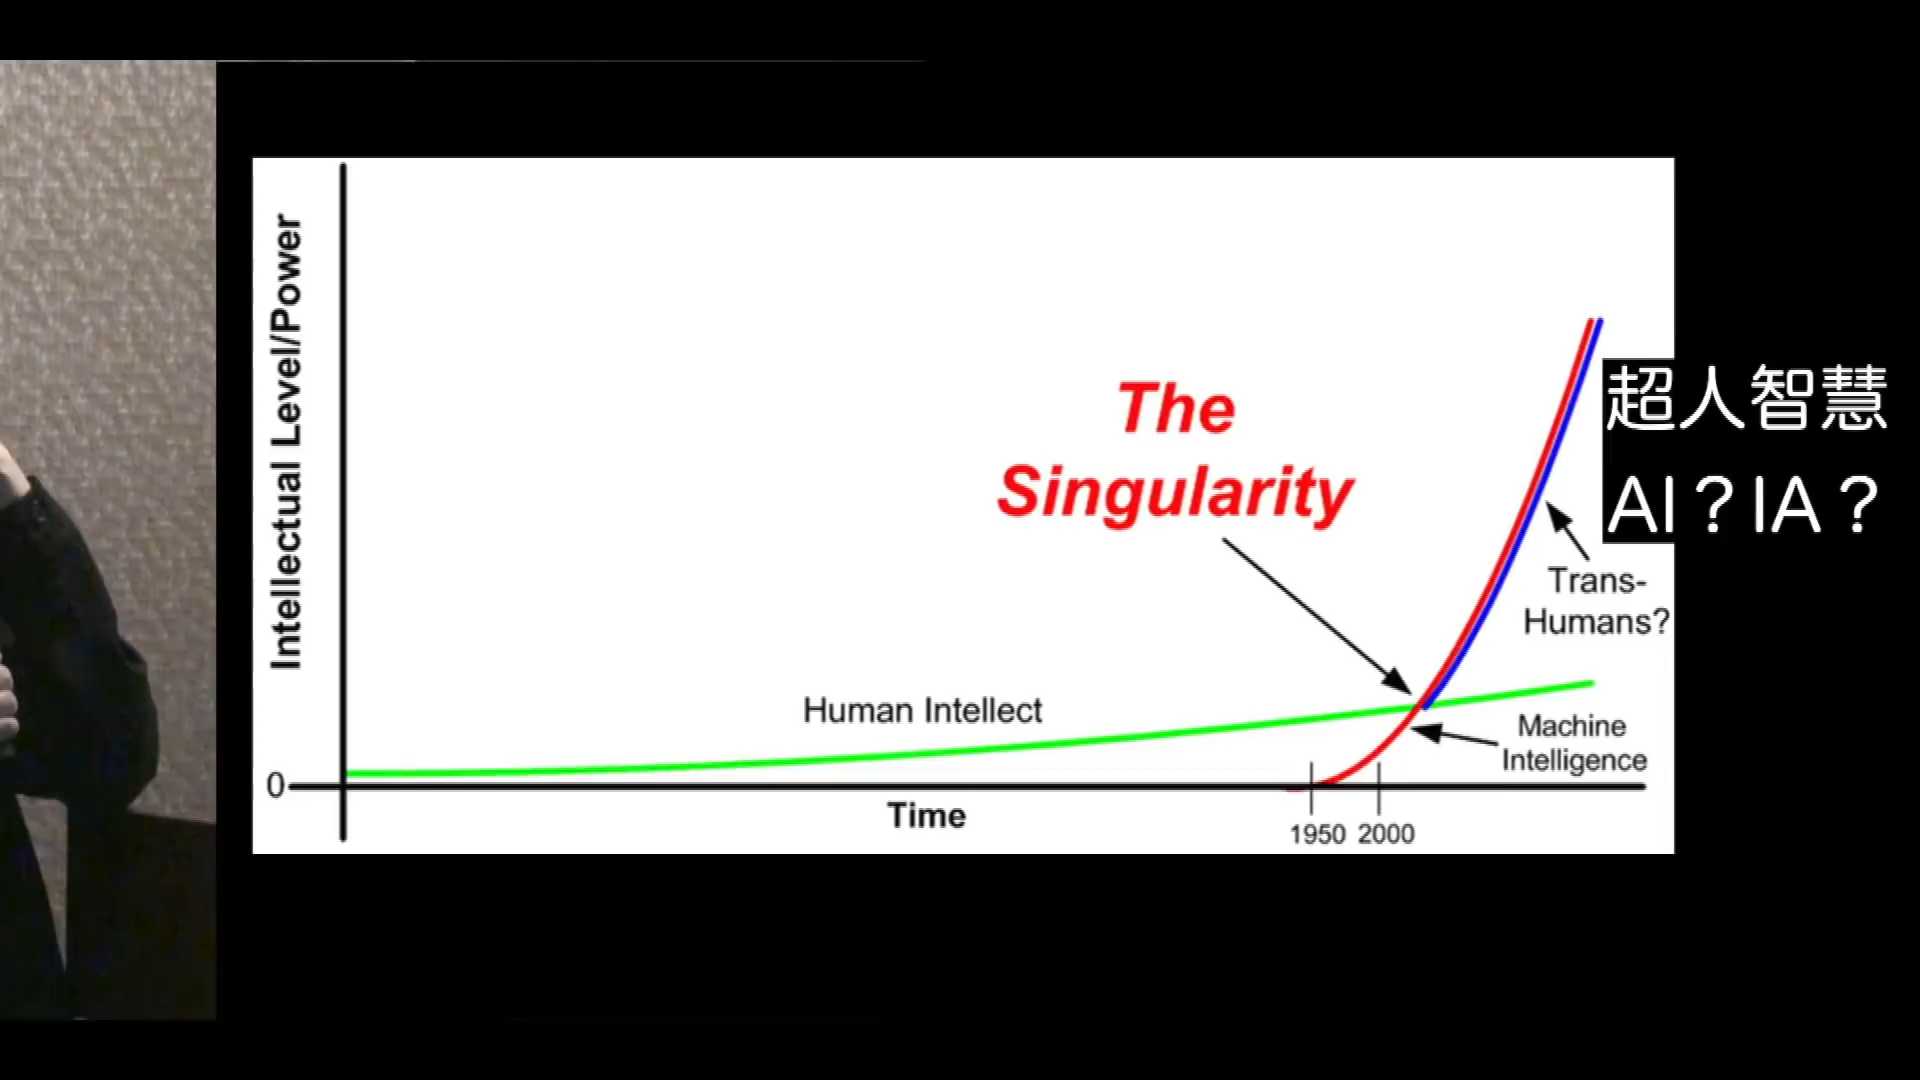 Intellectual Level/Power
The
Singularity
超人智慧
AI？IA？
Trans-
Humans?
Human Intellect
Machine
Intelligence
0
Time
1950 2000